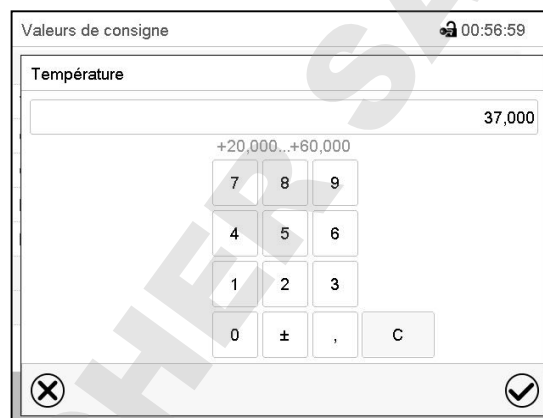 Valeurs de consigne 00:56:59
Température
37,000
+20,000...+60,000
7 8 9
4 5 6
1 2 3
0 ± , C